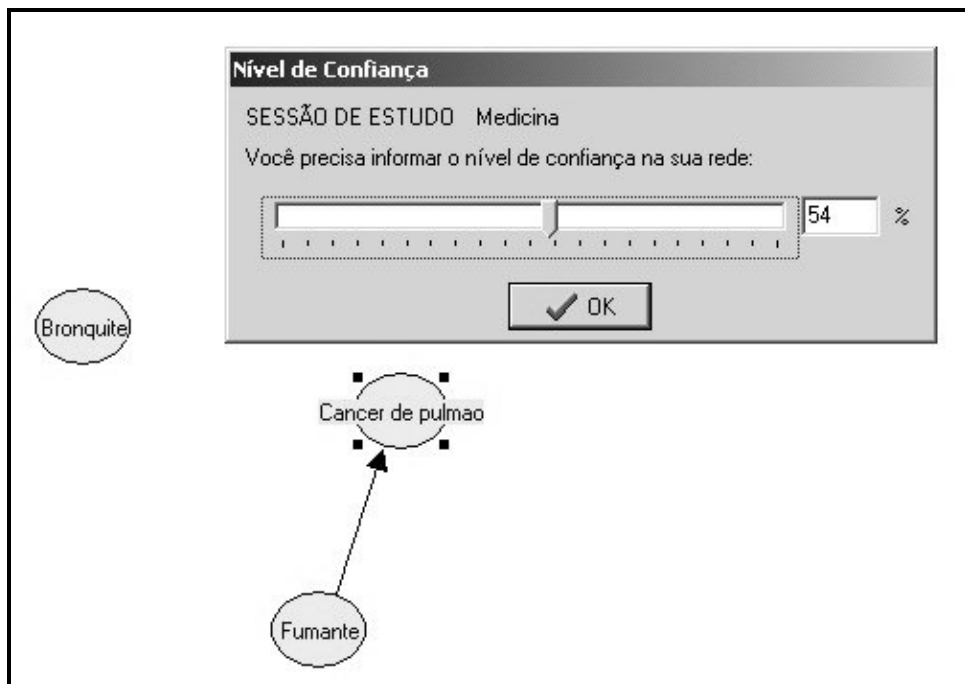 Nível de Confiança
SESSÃO DE ESTUDO Medicina
Você precisa informar o nível de confiança na sua rede:
54 %
OK
Bronquite
Cancer de pulmao
Fumante